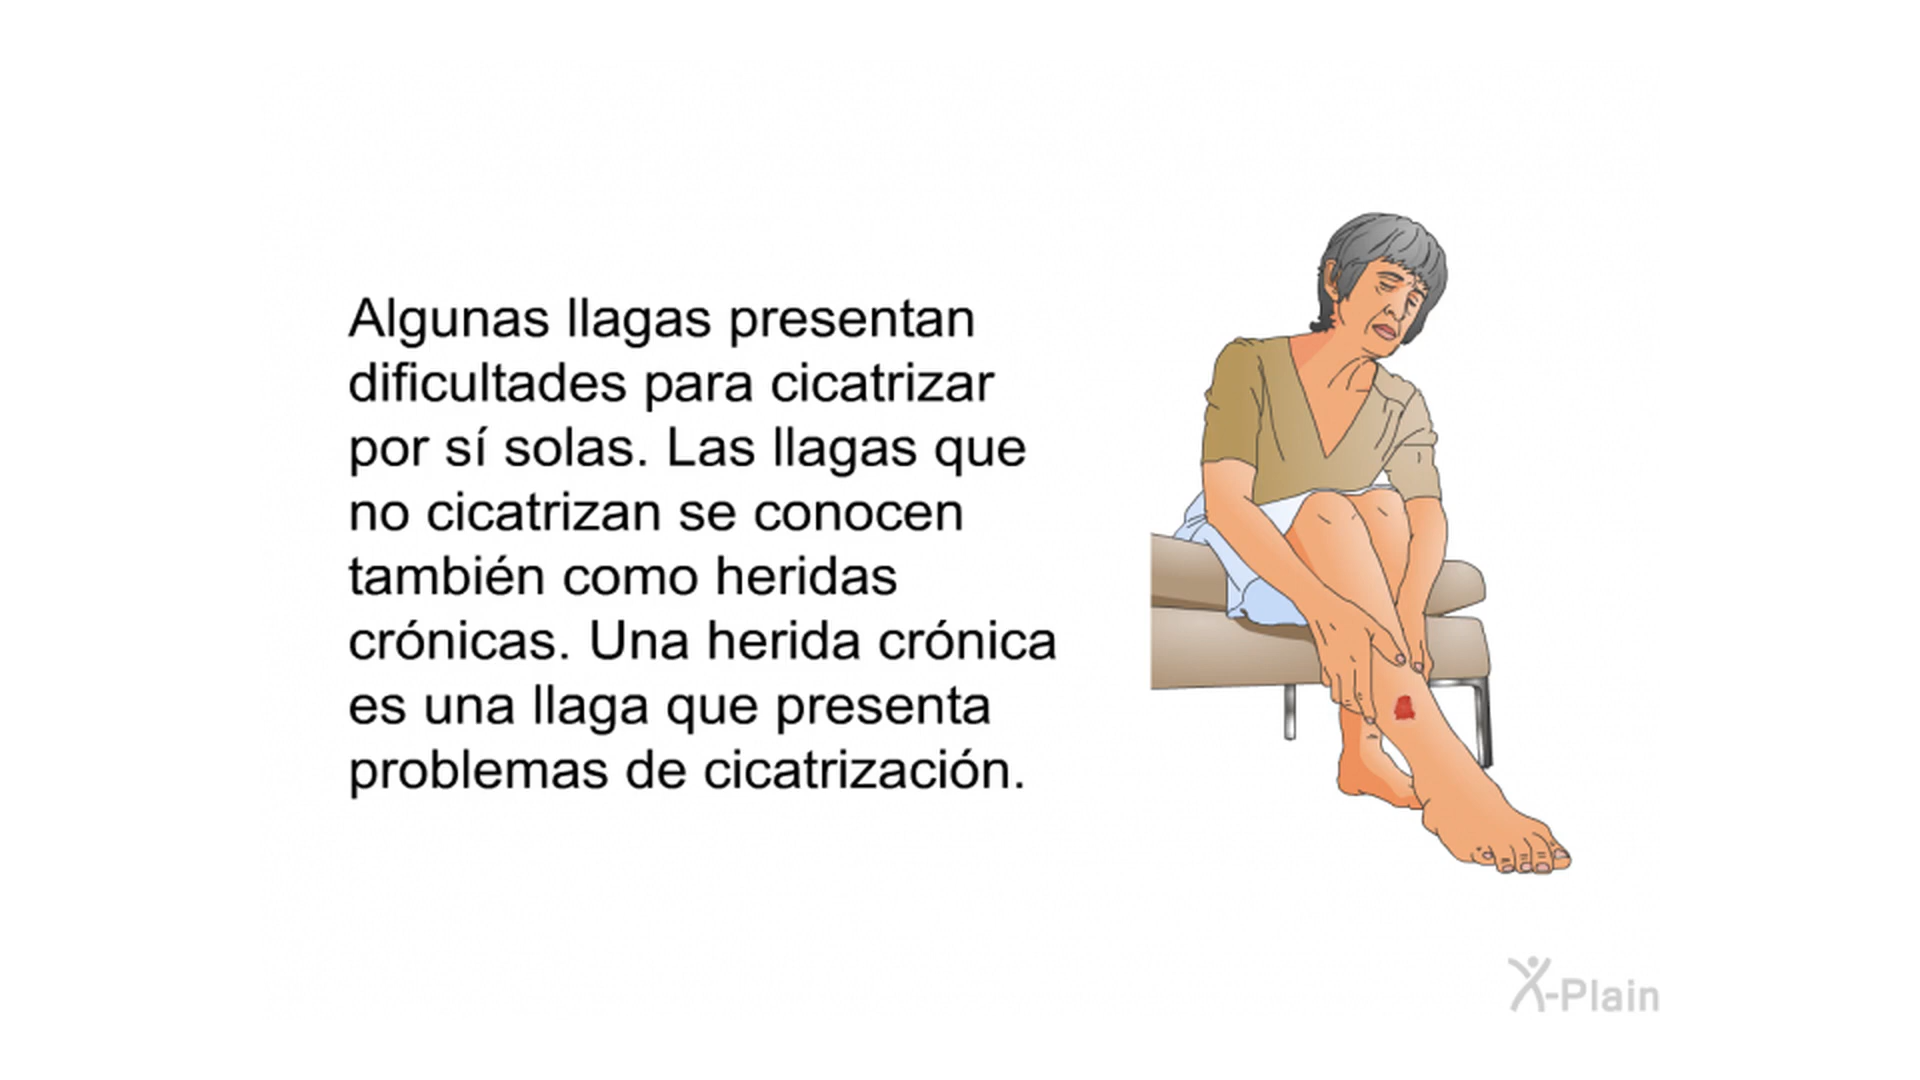 Algunas llagas presentan
dificultades para cicatrizar
por sí solas. Las llagas que
no cicatrizan se conocen
también como heridas
crónicas. Una herida crónica
es una llaga que presenta
problemas de cicatrización.
X-Plain